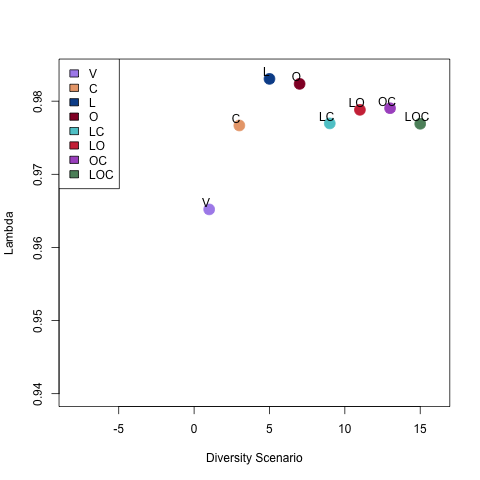 V
C
L
O
LC
LO
OC
LOC
L
O
LO
OC
C
LC
LOC
V
0.98
0.97
0.96
0.95
0.94
Lambda
-5
0
5
10
15
Diversity Scenario